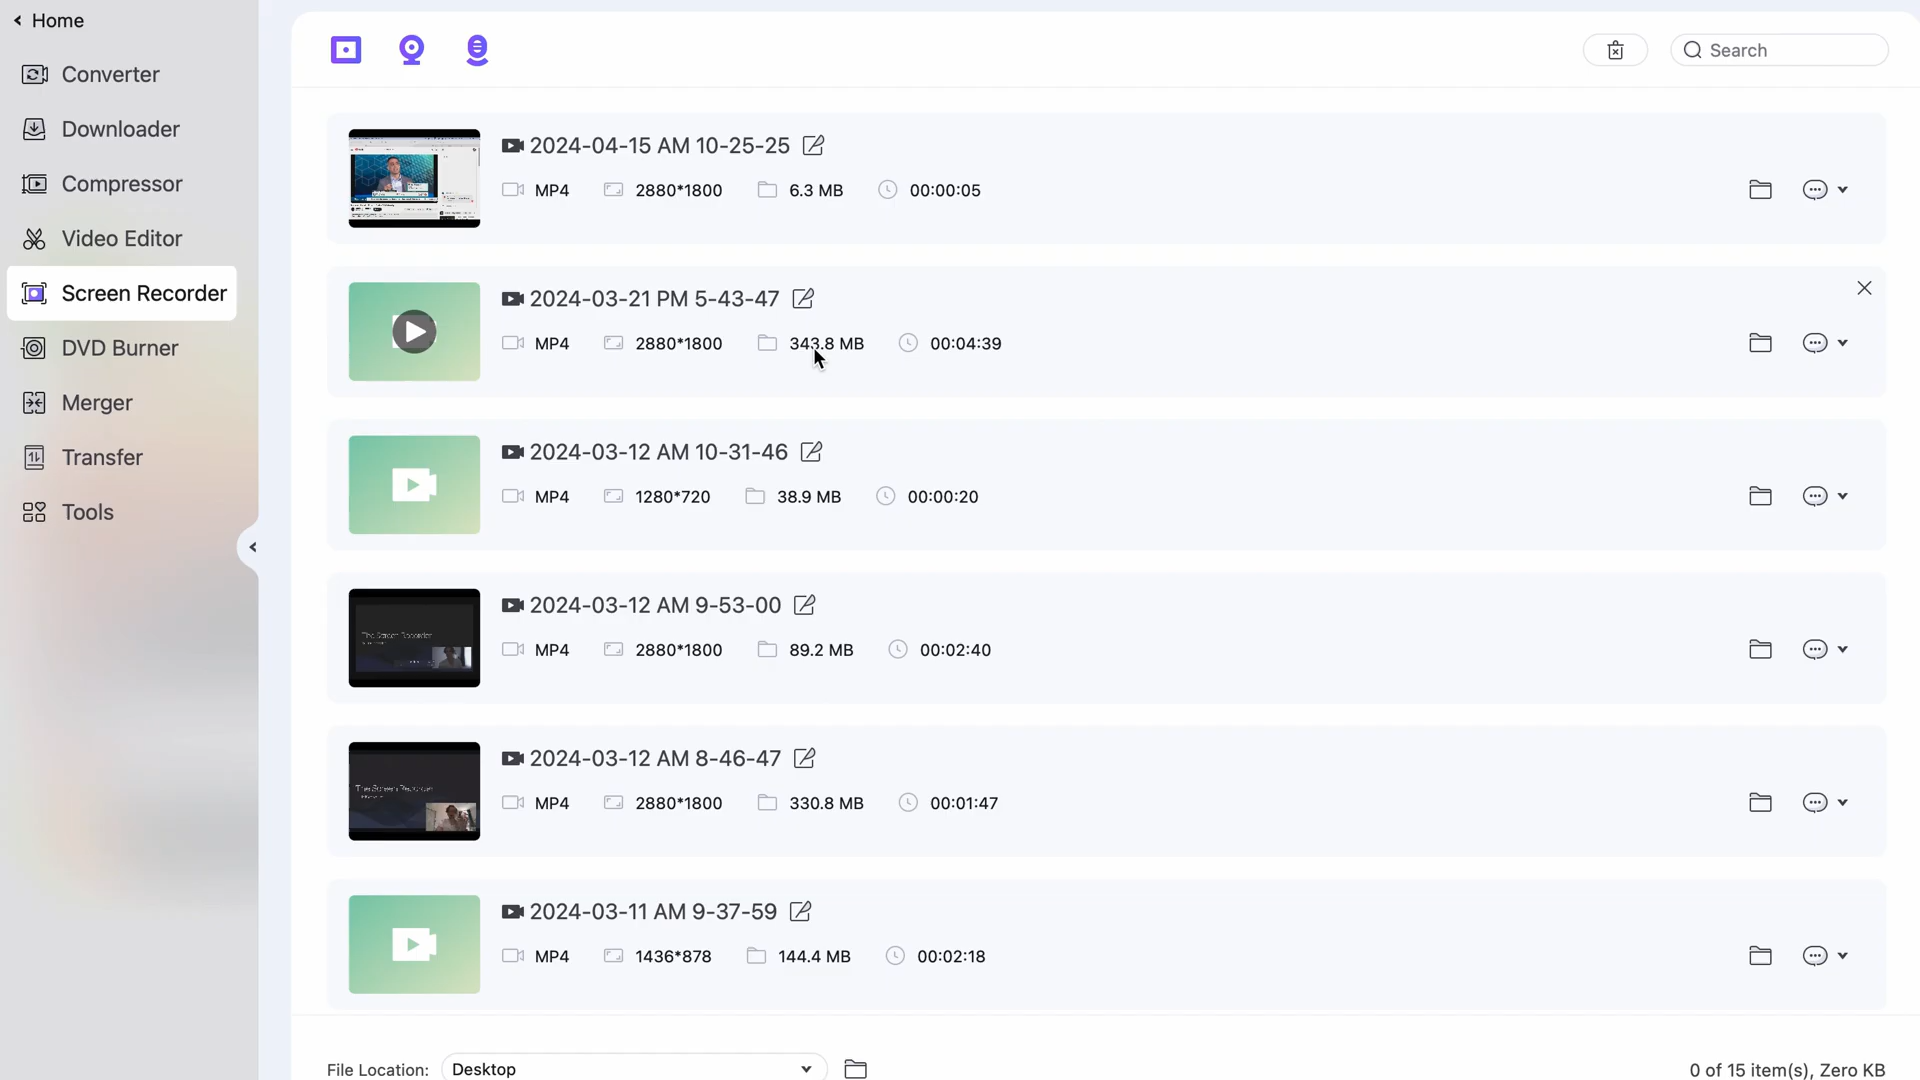 Home
Converter
Downloader
Compressor
Video Editor
Screen Recorder
DVD Burner
Merger
Transfer
Tools
Search
2024-04-15 AM 10-25-25
MP4 2880*1800 6.3 MB 00:00:05
2024-03-21 PM 5-43-47
MP4 2880*1800 343.8 MB 00:04:39
2024-03-12 AM 10-31-46
MP4 1280*720 38.9 MB 00:00:20
The Screen Recorder
2024-03-12 AM 9-53-00
MP4 2880*1800 89.2 MB 00:02:40
The Screen Recorder
2024-03-12 AM 8-46-47
MP4 2880*1800 330.8 MB 00:01:47
2024-03-11 AM 9-37-59
MP4 1436*878 144.4 MB 00:02:18
File Location: Desktop
0 of 15 item(s), Zero KB